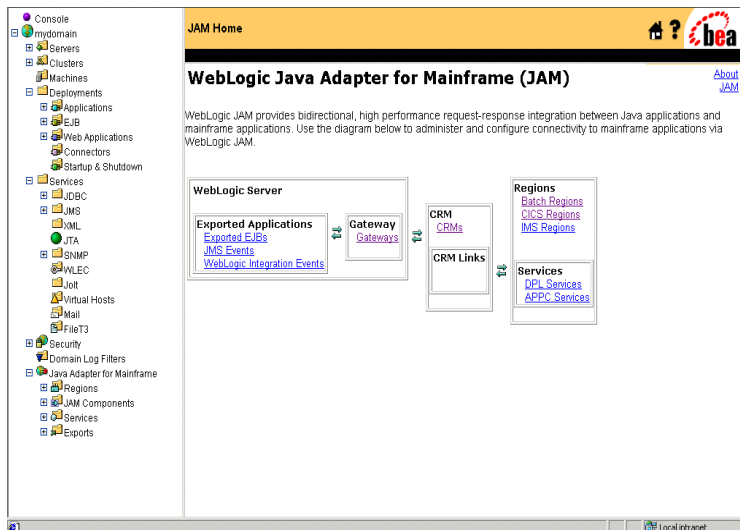 Console
mydomain
Servers
Clusters
Machines
Deployments
Applications
EJB
Web Applications
Connectors
Startup & Shutdown
Services
JDBC
JMS
XML
JTA
SNMP
WLEC
Jolt
Virtual Hosts
Mail
FileT3
Security
Domain Log Filters
Java Adapter for Mainframe
Regions
JAM Components
Services
Exports
JAM Home
?
bea
WebLogic Java Adapter for Mainframe (JAM)
About
JAM
WebLogic JAM provides bidirectional, high performance request-response integration between Java applications and
mainframe applications. Use the diagram below to administer and configure connectivity to mainframe applications via
WebLogic JAM.
WebLogic Server
Exported Applications
Exported EJBs
JMS Events
WebLogic Integration Events
Gateway
Gateways
CRM
CRMs
CRM Links
Regions
Batch Regions
CICS Regions
IMS Regions
Services
DPL Services
APPC Services
Local intranet